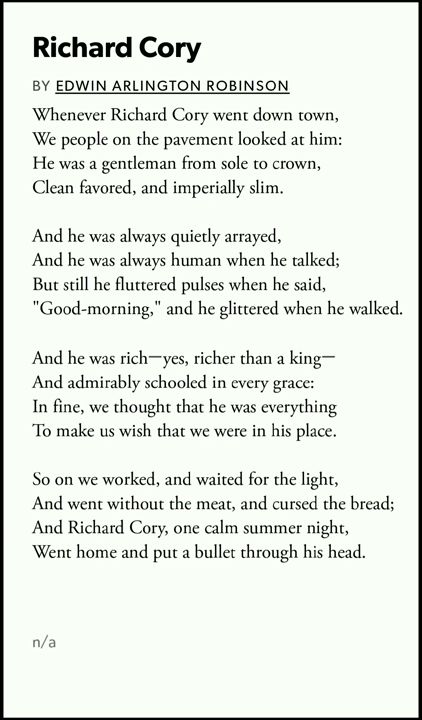 Richard Cory
BY EDWIN ARLINGTON ROBINSON
Whenever Richard Cory went down town,
We people on the pavement looked at him:
He was a gentleman from sole to crown,
Clean favored, and imperially slim.
And he was always quietly arrayed,
And he was always human when he talked;
But still he fluttered pulses when he said,
"Good-morning," and he glittered when he walked.
And he was rich—yes, richer than a king—
And admirably schooled in every grace:
In fine, we thought that he was everything
To make us wish that we were in his place.
So on we worked, and waited for the light,
And went without the meat, and cursed the bread;
And Richard Cory, one calm summer night,
Went home and put a bullet through his head.
n/a